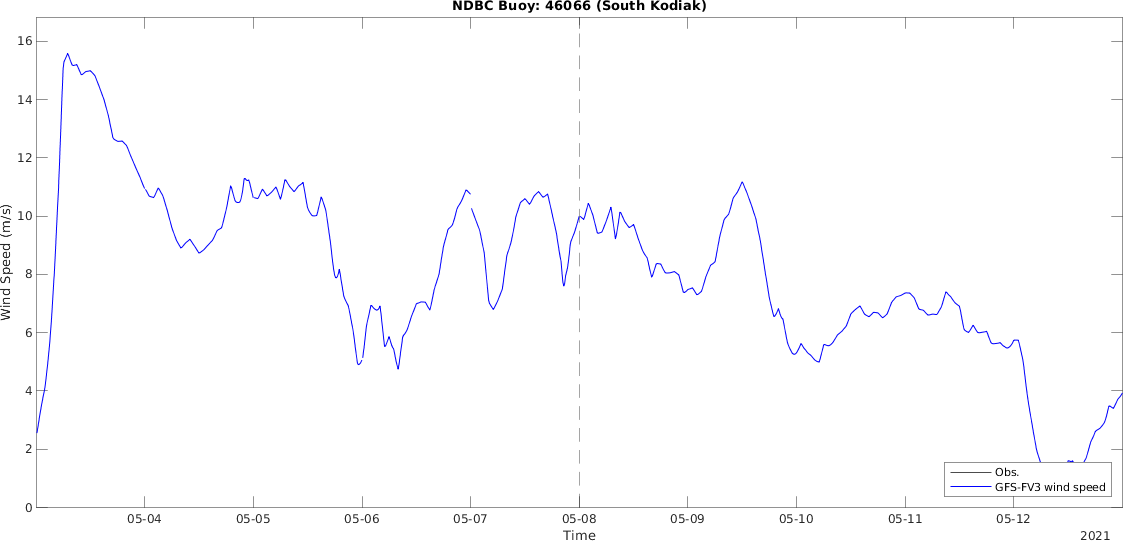 NDBC Buoy: 46066 (South Kodiak)
Wind Speed (m/s)
16
14
12
10
8
6
4
2
0
05-04 05-05 05-06 05-07 05-08 05-09 05-10 05-11 05-12
Time
2021
Obs.
GFS-FV3 wind speed